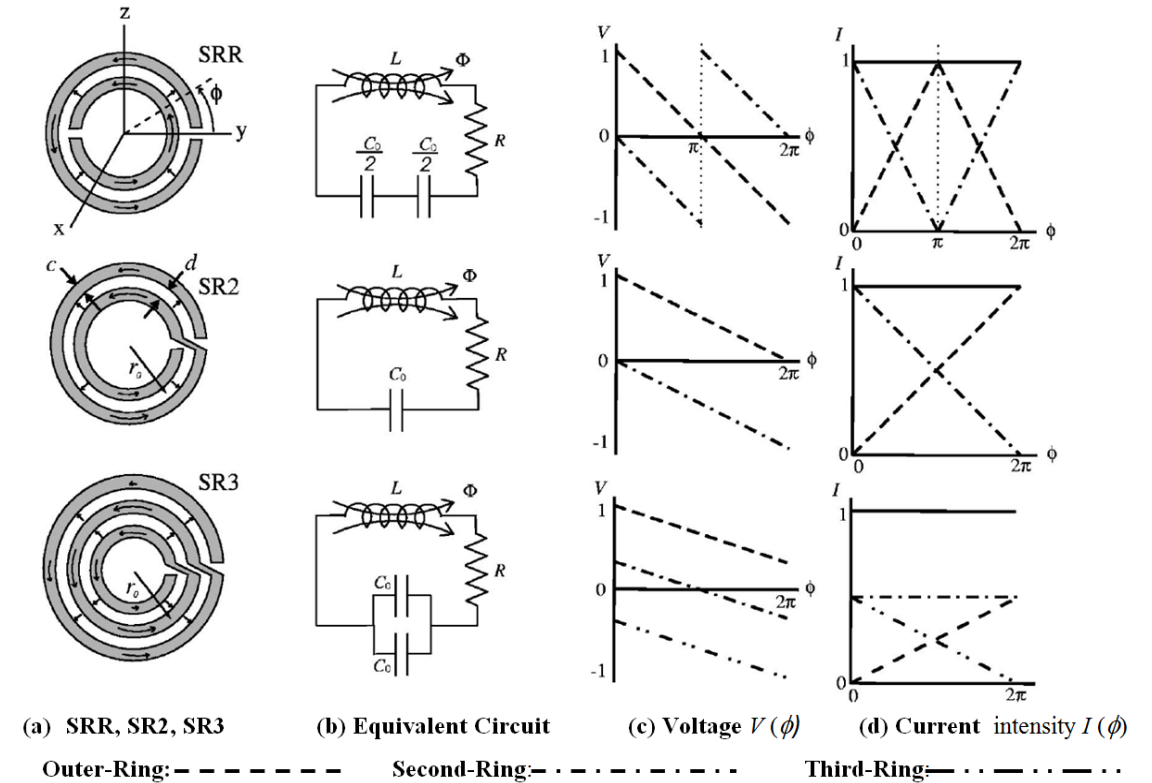 z
SRR
ϕ
y
x
L Φ
R
C₀/2 C₀/2
V
1
0
π 2π ϕ
-1
I
1
0
0 π 2π ϕ
c d
SR2
rₒ
L Φ
R
C₀
V
1
0
2π ϕ
-1
I
1
0
0 2π ϕ
SR3
rₒ
L Φ
R
C₀
C₀
V
1
0
2π ϕ
-1
I
1
0
0 2π
(a) SRR, SR2, SR3 (b) Equivalent Circuit (c) Voltage V (ϕ) (d) Current intensity I (ϕ)
Outer-Ring: Second-Ring: Third-Ring: